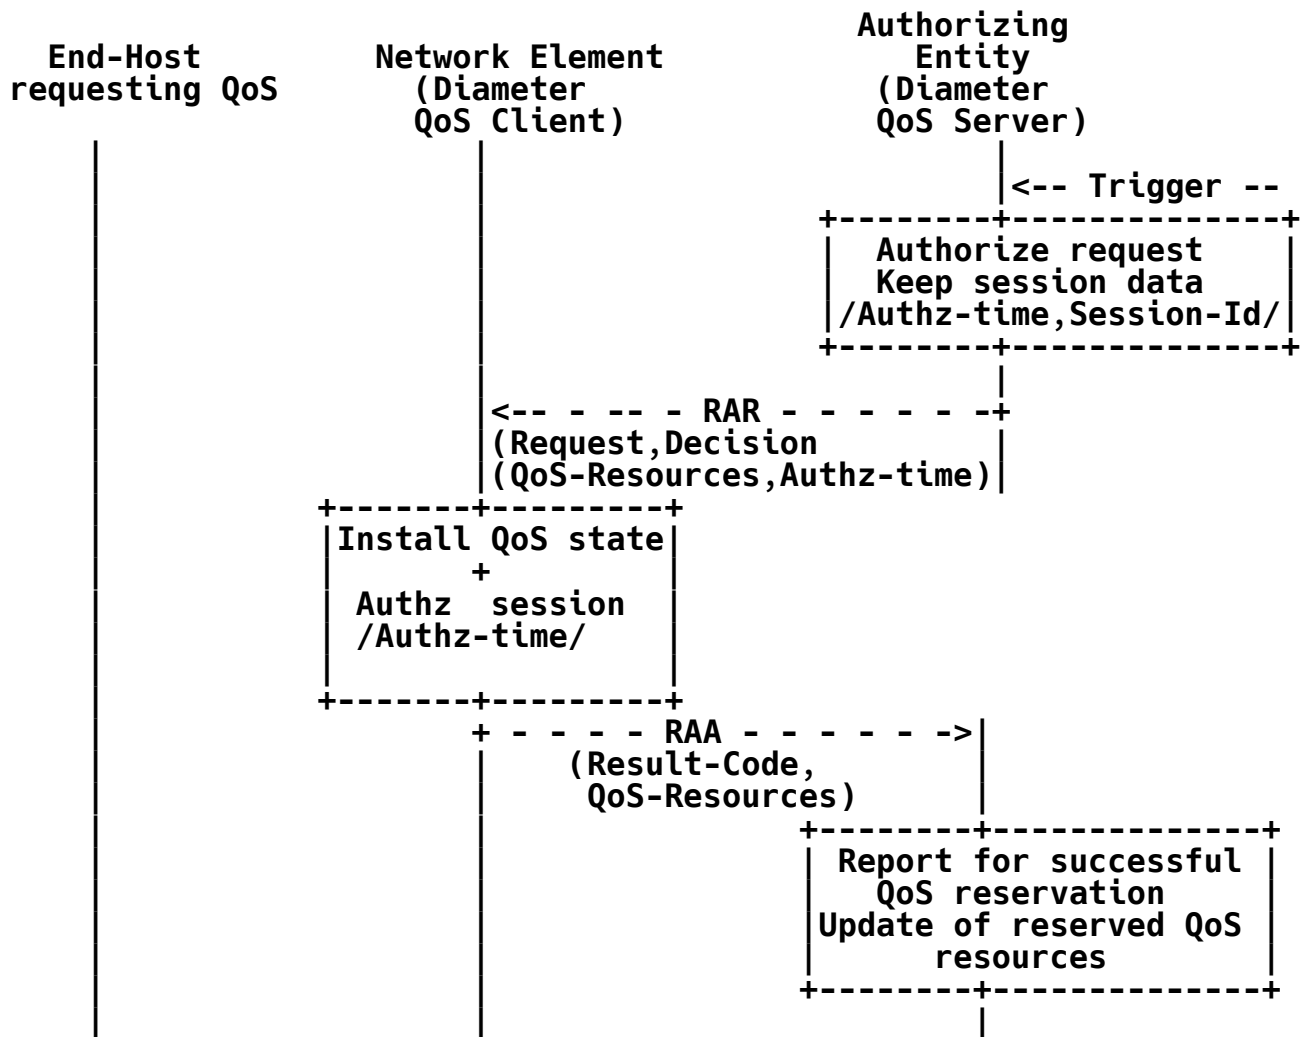 Authorizing
  End-Host         Network Element             Entity
requesting QoS       (Diameter               (Diameter
                     QoS Client)             QoS Server)
    |                   |                          |
    |                   |                          |<-- Trigger --
    |                   |                 +--------+--------------+
    |                   |                 |  Authorize request    |
    |                   |                 |  Keep session data    |
    |                   |                 |/Authz-time,Session-Id/|
    |                   |                 +--------+--------------+
    |                   |                          |
    |                   |<-- - -- - RAR - - - - - -+
    |                   |(Request,Decision         |
    |                   |(QoS-Resources,Authz-time)|
    |           +-------+---------+
    |           |Install QoS state|
    |           |       +         |
    |           | Authz  session  |
    |           | /Authz-time/    |
    |           |                 |
    |           +-------+---------+
    |                   + - - - - RAA - - - - - ->|
    |                   |    (Result-Code,        |
    |                   |     QoS-Resources)      |
    |                   |                +--------+--------------+
    |                   |                | Report for successful |
    |                   |                |   QoS reservation     |
    |                   |                |Update of reserved QoS |
    |                   |                |      resources        |
    |                   |                +--------+--------------+
    |                   |                         |